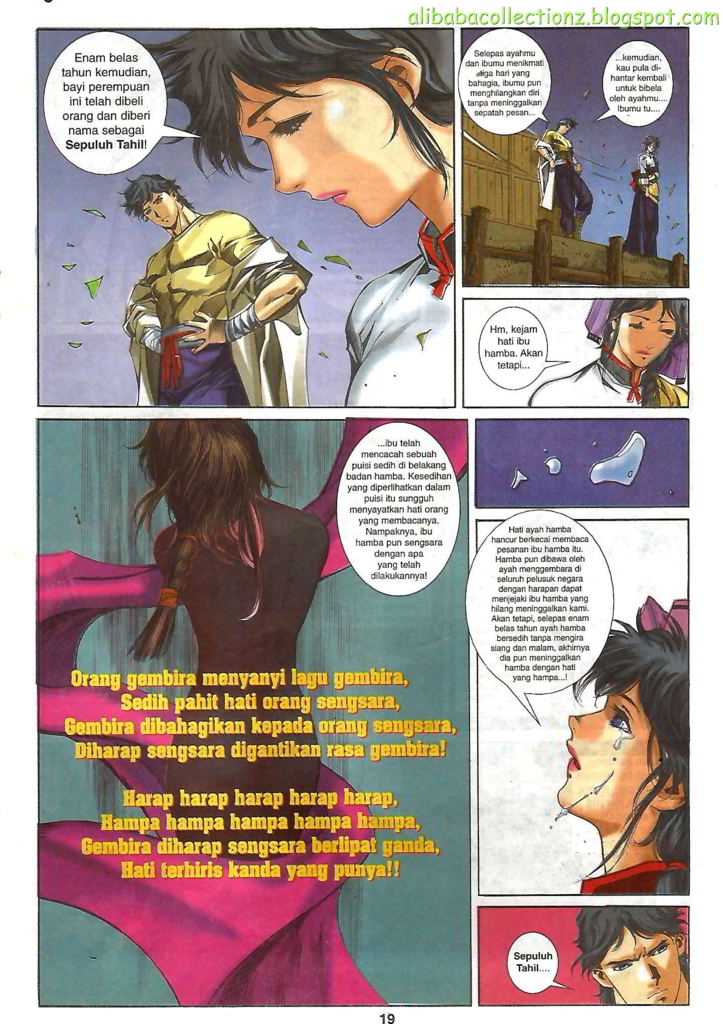 alibabacollectionz.blogspot.com
Enam belas
tahun kemudian,
bayi perempuan
ini telah dibeli
orang dan diberi
nama sebagai
Sepuluh Tahil!
Selepas ayahmu
dan ibumu menikmati
tiga hari yang
bahagia, ibumu pun
menghilangkan diri
tanpa meninggalkan
sepatah pesan...
...kemudian,
kau pula di-
hantar kembali
untuk bibela
oleh ayahmu....
Ibumu tu....
Hm, kejam
hati ibu
hamba. Akan
tetapi...
...ibu telah
mencacah sebuah
puisi sedih di belakang
badan hamba. Kesedihan
yang diperlihatkan dalam
puisi itu sungguh
menyayatkan hati orang
yang membacanya.
Nampaknya, ibu
hamba pun sengsara
dengan apa
yang telah
dilakukannya!
Orang gembira menyanyi lagu gembira,
Sedih pahit hati orang sengsara,
Gembira dibahagikan kepada orang sengsara,
Diharap sengsara digantikan rasa gembira!
Harap harap harap harap harap,
Hampa hampa hampa hampa hampa,
Gembira diharap sengsara berlipat ganda,
Hati terhiris kanda yang punya!!
Hati ayah hamba
hancur berkecai membaca
pesanan ibu hamba itu.
Hamba pun dibawa oleh
ayah menggembara di
seluruh pelusuk negara
dengan harapan dapat
menjejaki ibu hamba yang
hilang meninggalkan kami.
Akan tetapi, selepas enam
belas tahun ayah hamba
bersedih tanpa mengira
siang dan malam, akhirnya
dia pun meninggalkan
hamba dengan hati
yang hampa...!
Sepuluh
Tahil....
19